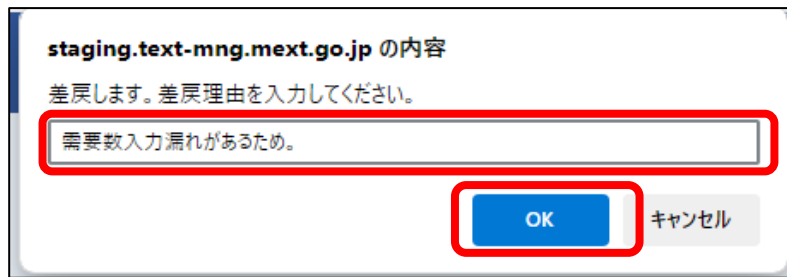 staging.text-mng.mext.go.jp の内容
差戻します。差戻理由を入力してください。
需要数入力漏れがあるため。
OK キャンセル